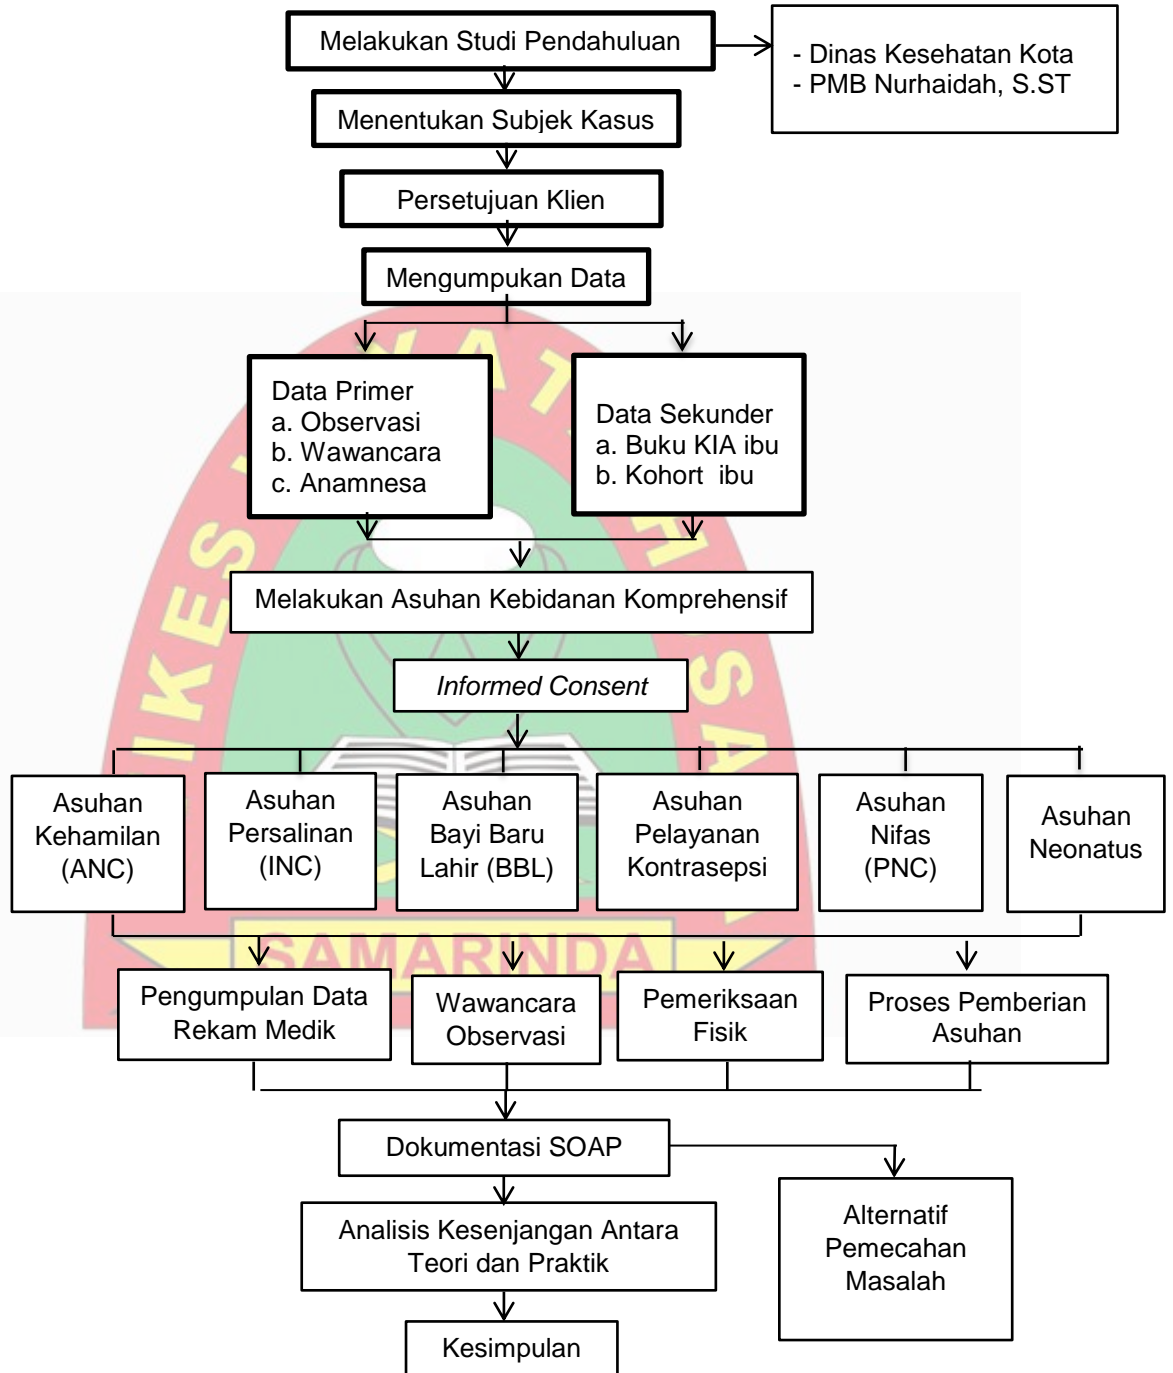 Melakukan Studi Pendahuluan
- Dinas Kesehatan Kota
- PMB Nurhaidah, S.ST
Menentukan Subjek Kasus
Persetujuan Klien
Mengumpukan Data
Data Primer
a. Observasi
b. Wawancara
c. Anamnesa
Data Sekunder
a. Buku KIA ibu
b. Kohort ibu
Melakukan Asuhan Kebidanan Komprehensif
Informed Consent
Asuhan
Kehamilan
(ANC)
Asuhan
Persalinan
(INC)
Asuhan
Bayi Baru
Lahir (BBL)
Asuhan
Pelayanan
Kontrasepsi
Asuhan
Nifas
(PNC)
Asuhan
Neonatus
SAMARINDA
Pengumpulan Data
Rekam Medik
Wawancara
Observasi
Pemeriksaan
Fisik
Proses Pemberian
Asuhan
Dokumentasi SOAP
Analisis Kesenjangan Antara
Teori dan Praktik
Alternatif
Pemecahan
Masalah
Kesimpulan